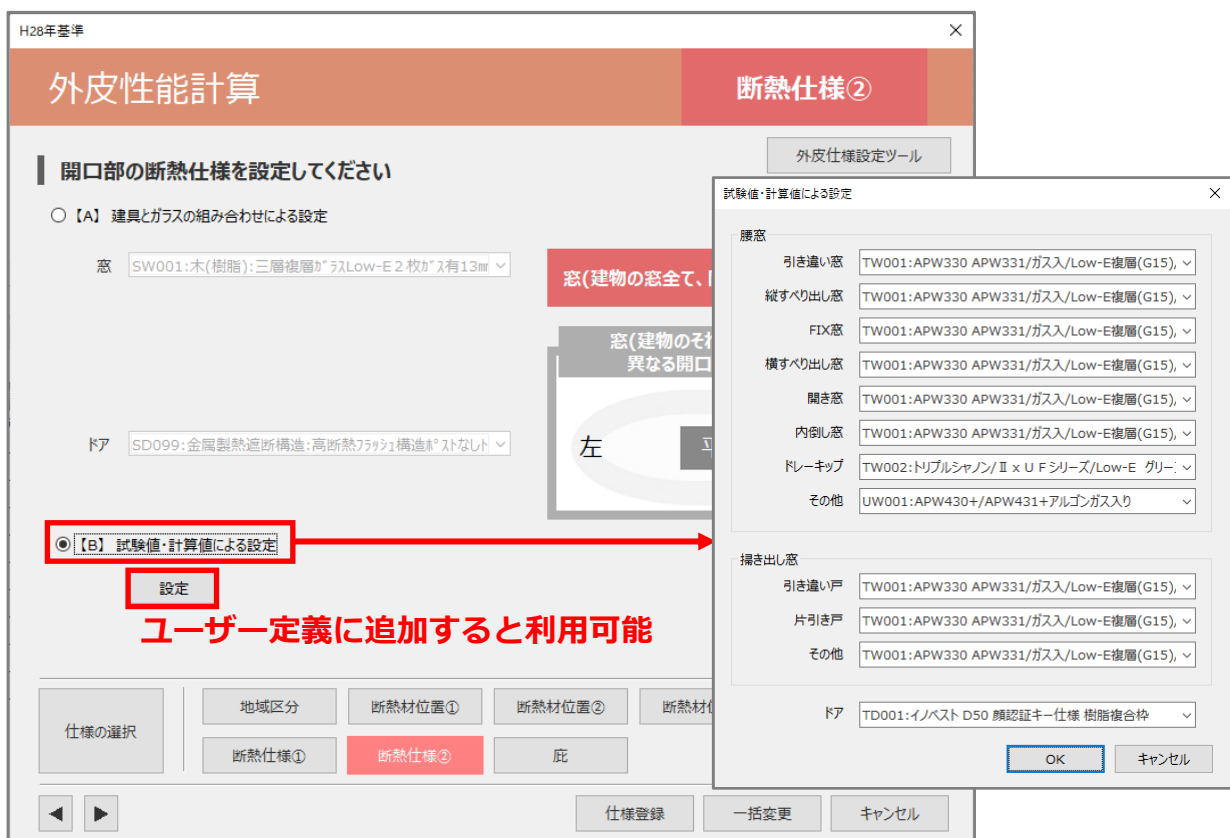 H28年基準
外皮性能計算
断熱仕様②
外皮仕様設定ツール
開口部の断熱仕様を設定してください
【A】 建具とガラスの組み合わせによる設定
窓
SW001:木(樹脂):三層複層ｶﾞﾗｽLow-E２枚ｶﾞｽ有13㎜
窓(建物の窓全て、
窓(建物のそ
異なる開口
左
ドア
SD099:金属製熱遮断構造:高断熱ﾌﾗｯｼｭ構造ﾎﾟｽﾄなしﾄ
【B】 試験値・計算値による設定
設定
ユーザー定義に追加すると利用可能
仕様の選択
地域区分
断熱材位置①
断熱材位置②
断熱材
断熱仕様①
断熱仕様②
庇
仕様登録
一括変更
キャンセル
試験値・計算値による設定
腰窓
引き違い窓
TW001:APW330 APW331/ガス入/Low-E複層(G15),
縦すべり出し窓
TW001:APW330 APW331/ガス入/Low-E複層(G15),
FIX窓
TW001:APW330 APW331/ガス入/Low-E複層(G15),
横すべり出し窓
TW001:APW330 APW331/ガス入/Low-E複層(G15),
開き窓
TW001:APW330 APW331/ガス入/Low-E複層(G15),
内倒し窓
TW001:APW330 APW331/ガス入/Low-E複層(G15),
ドレーキップ
TW002:トリプルシャノン/ⅡｘＵＦシリーズ/Low-E グリー
その他
UW001:APW430+/APW431+アルゴンガス入り
掃き出し窓
引き違い戸
TW001:APW330 APW331/ガス入/Low-E複層(G15),
片引き戸
TW001:APW330 APW331/ガス入/Low-E複層(G15),
その他
TW001:APW330 APW331/ガス入/Low-E複層(G15),
ドア
TD001:イノベスト D50 顔認証キー仕様 樹脂複合枠
OK
キャンセル